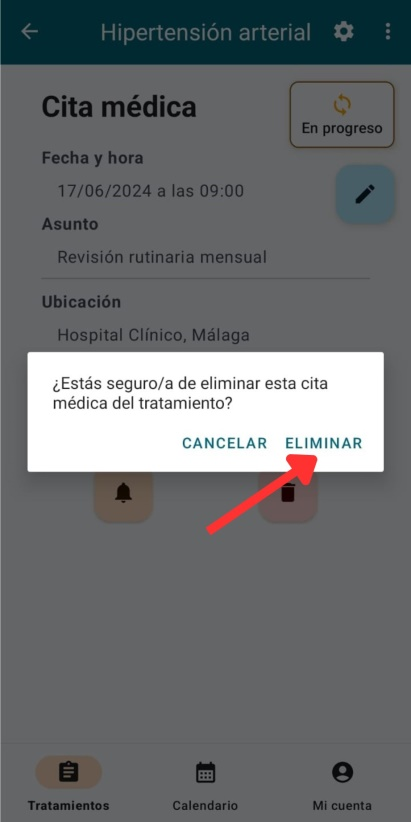 Hipertensión arterial
Cita médica
En progreso
Fecha y hora
17/06/2024 a las 09:00
Asunto
Revisión rutinaria mensual
Ubicación
Hospital Clínico, Málaga
¿Estás seguro/a de eliminar esta cita
médica del tratamiento?
CANCELAR ELIMINAR
Tratamientos Calendario Mi cuenta